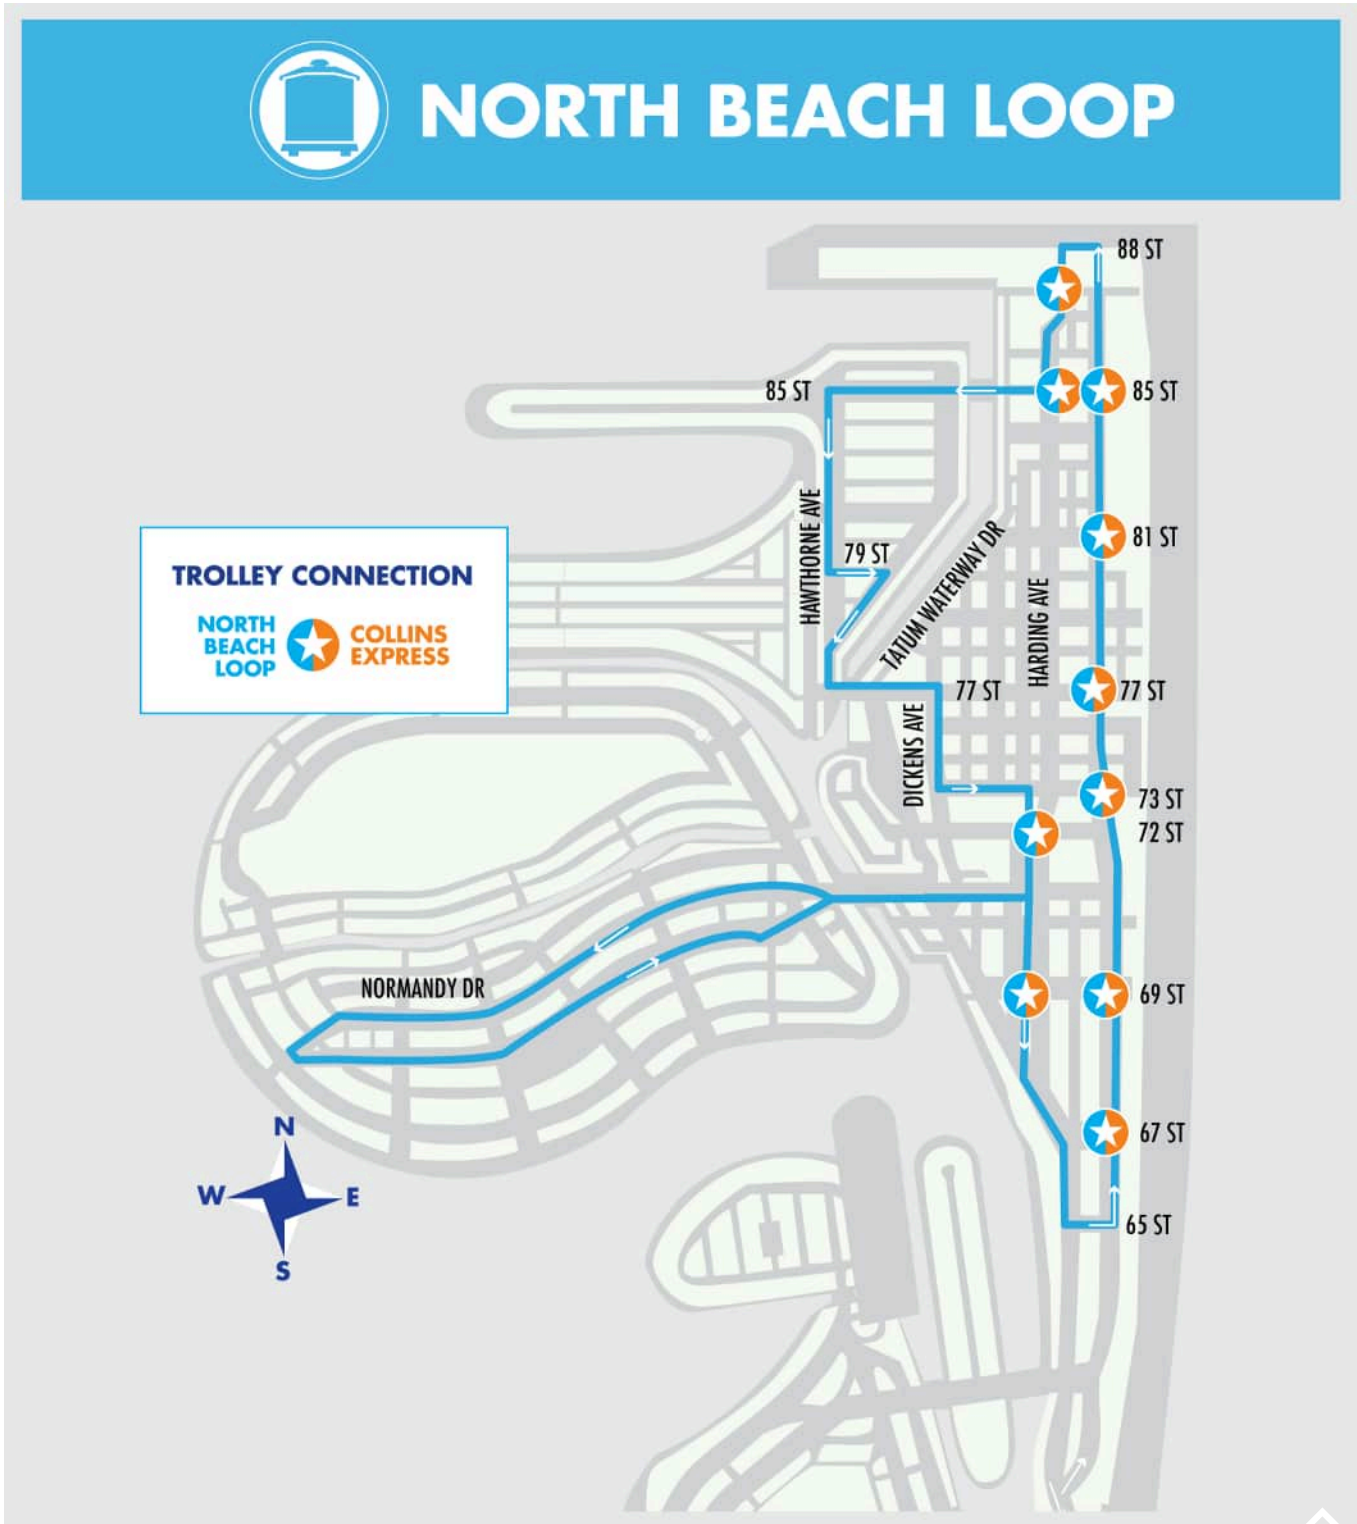 NORTH BEACH LOOP
88 ST
85 ST
85 ST
HAWTHORNE AVE
79 ST
TATUM WATERWAY DR
81 ST
HARDING AVE
TROLLEY CONNECTION
NORTH
BEACH
LOOP
COLLINS
EXPRESS
77 ST
77 ST
DICKENS AVE
73 ST
72 ST
NORMANDY DR
69 ST
67 ST
65 ST
N
W
E
S